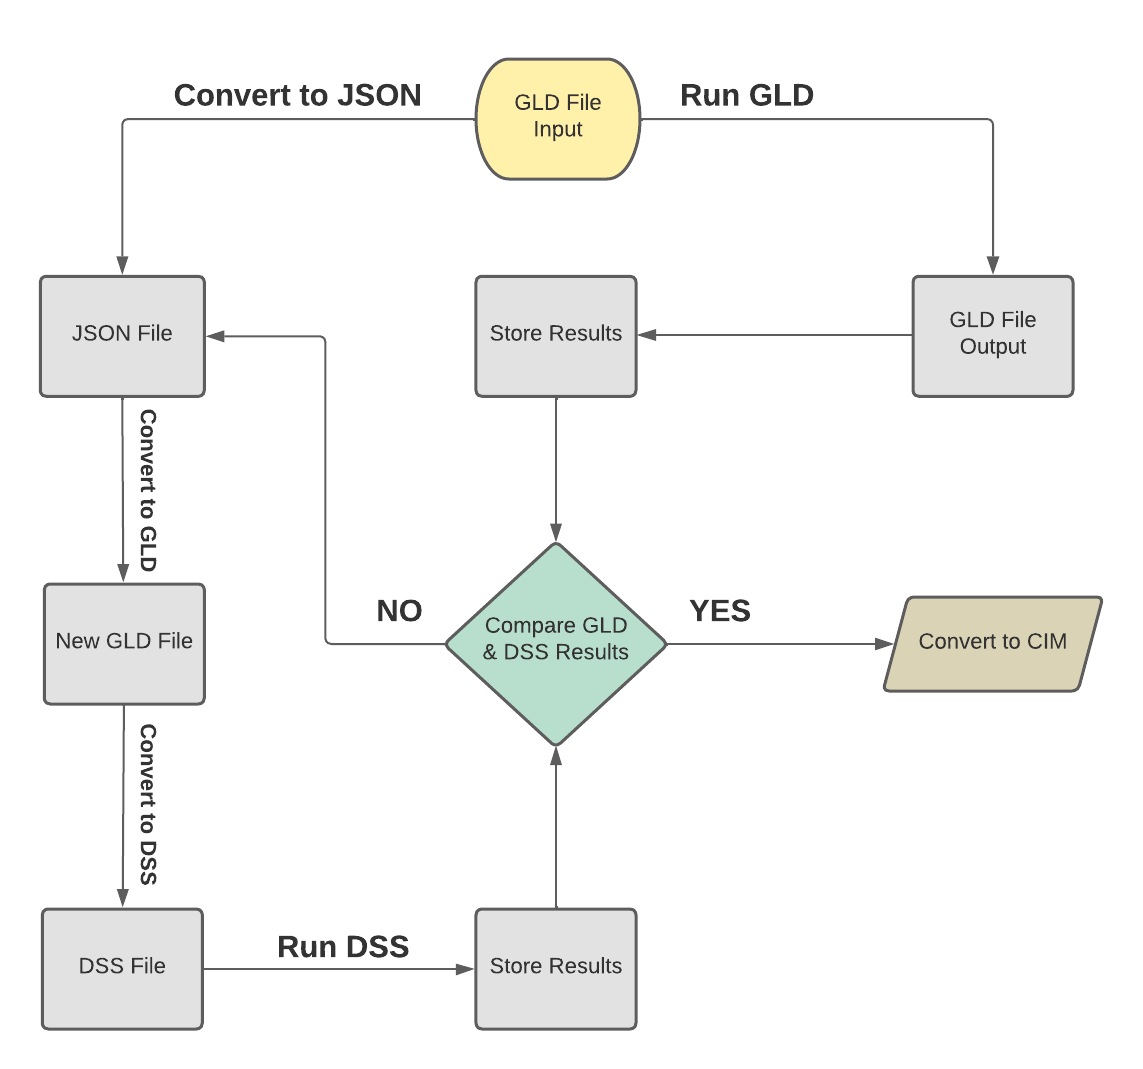 Convert to JSON
GLD File
Input
Run GLD
JSON File
Store Results
GLD File
Output
Convert to GLD
New GLD File
NO
Compare GLD
& DSS Results
YES
Convert to CIM
Convert to DSS
DSS File
Run DSS
Store Results